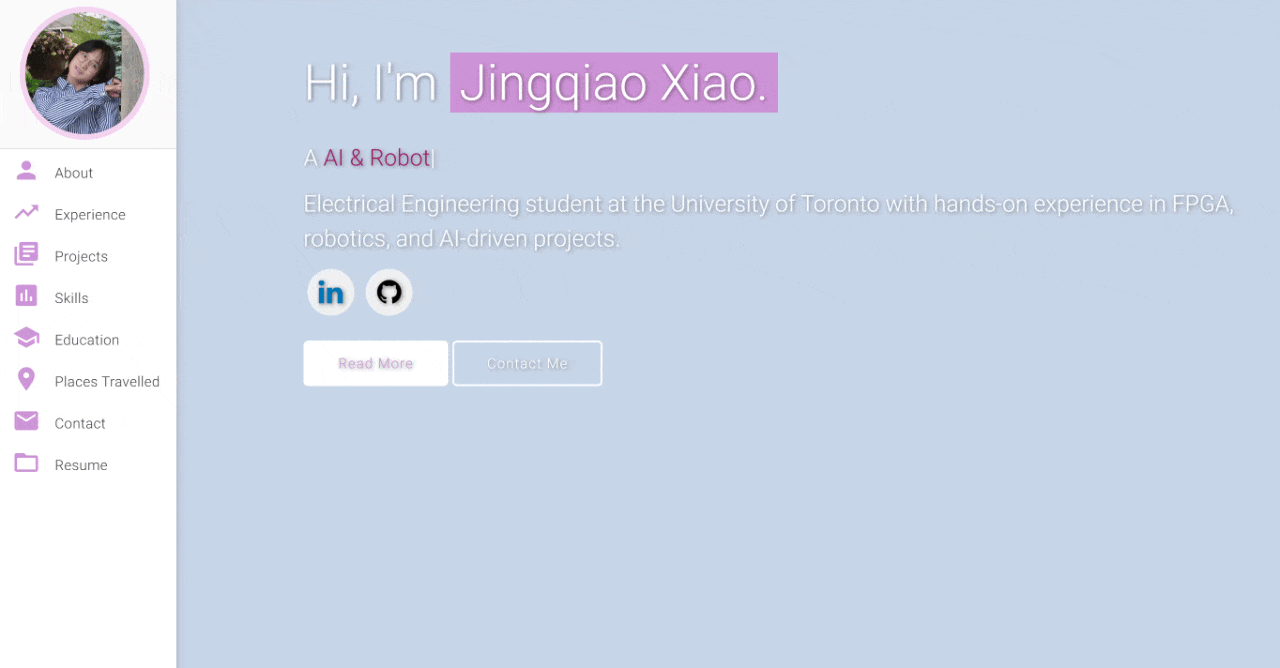 About
Experience
Projects
Skills
Education
Places Travelled
Contact
Resume
Hi, I'm Jingqiao Xiao.
A AI & Robot
Electrical Engineering student at the University of Toronto with hands-on experience in FPGA,
robotics, and AI-driven projects.
in
Read More
Contact Me